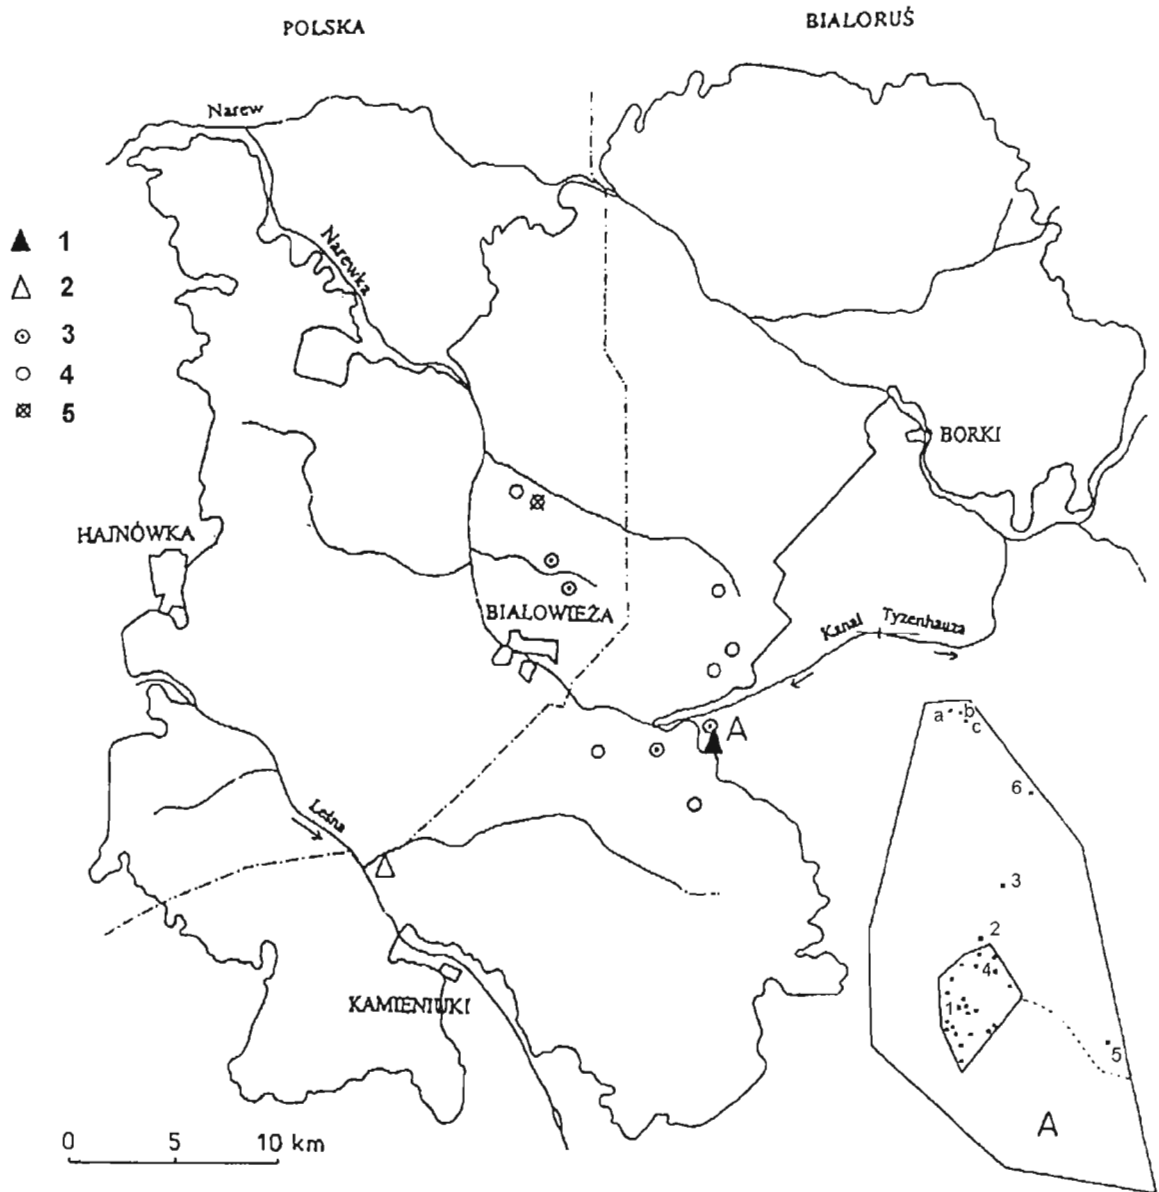 POLSKA
BIALORUŚ
Narew
Narewka
1
2
3
4
5
BORKI
HAJNÓWKA
BIALOWIEŻA
Kanal Tyzenhauza
A
Leśna
KAMIENIUKI
a b
c
6
3
2
4
1
5
A
0 5 10 km